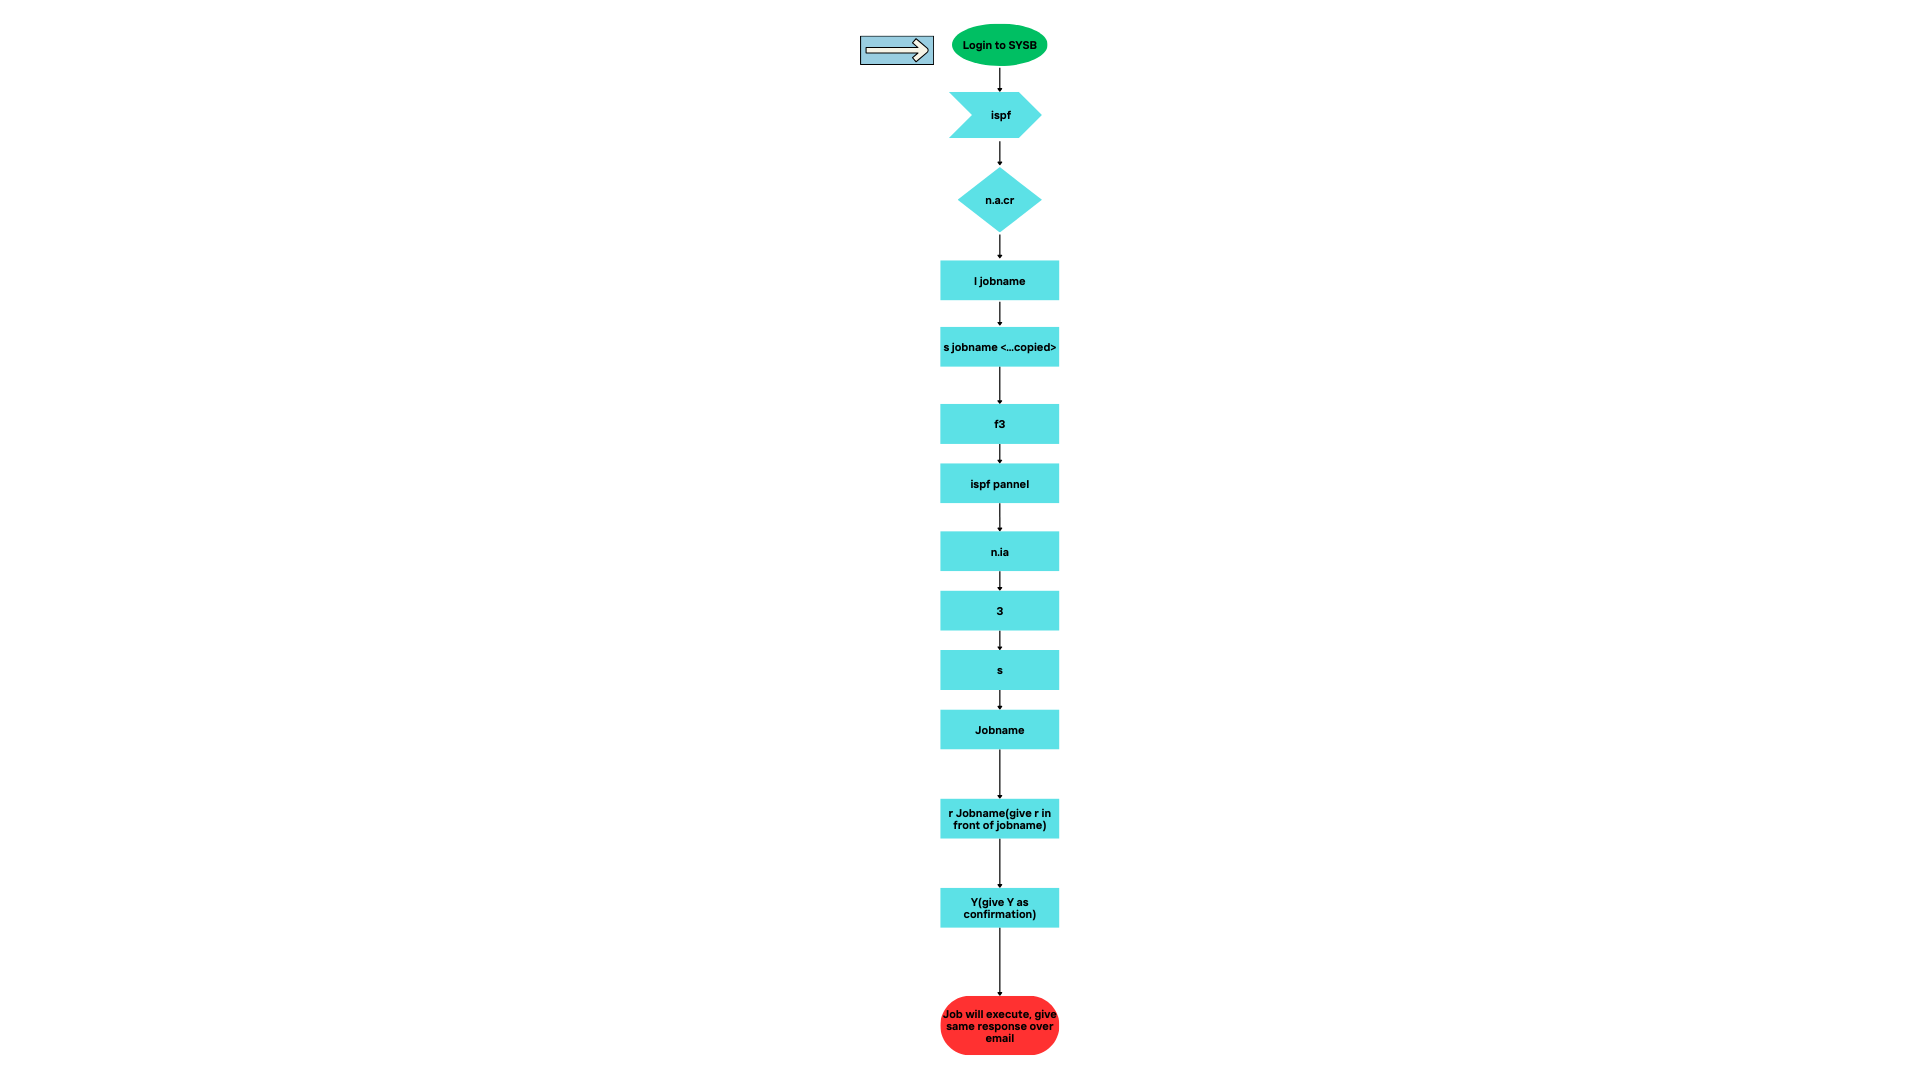 Login to SYSB
ispf
n.a.cr
l jobname
s jobname <...copied>
f3
ispf pannel
n.ia
3
s
Jobname
r Jobname(give r in
front of jobname)
Y(give Y as
confirmation)
Job will execute, give
same response over
email